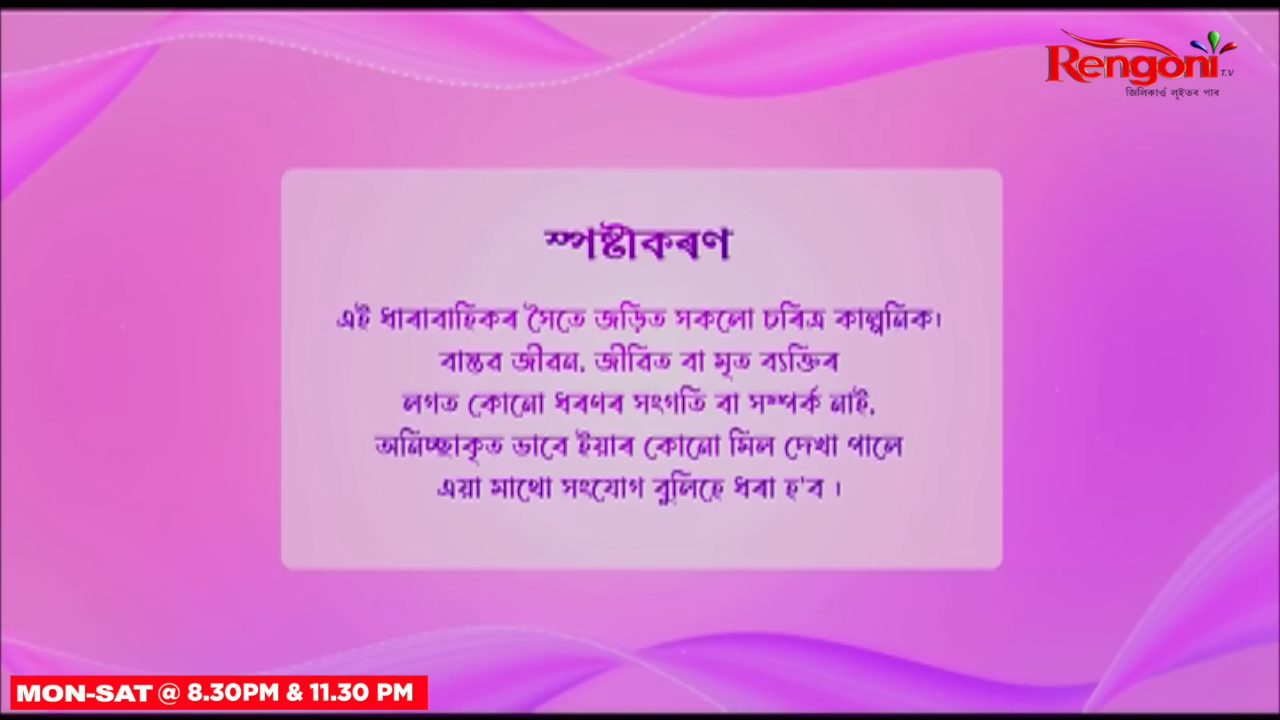 Rengoni T.V
জিলিকাওঁ লুইতৰ পাৰ
স্পষ্টীকৰণ
এই ধাৰাবাহিকৰ সৈতে জড়িত সকলো চৰিত্ৰ কাল্পনিক।
বাস্তৱ জীৱন, জীৱিত বা মৃত ব্যক্তিৰ
লগত কোনো ধৰণৰ সংগতি বা সম্পৰ্ক নাই,
অনিচ্ছাকৃত ভাবে ইয়াৰ কোনো মিল দেখা পালে
এয়া মাথো সংযোগ বুলিহে ধৰা হ'ব ।
MON-SAT @ 8.30PM & 11.30 PM